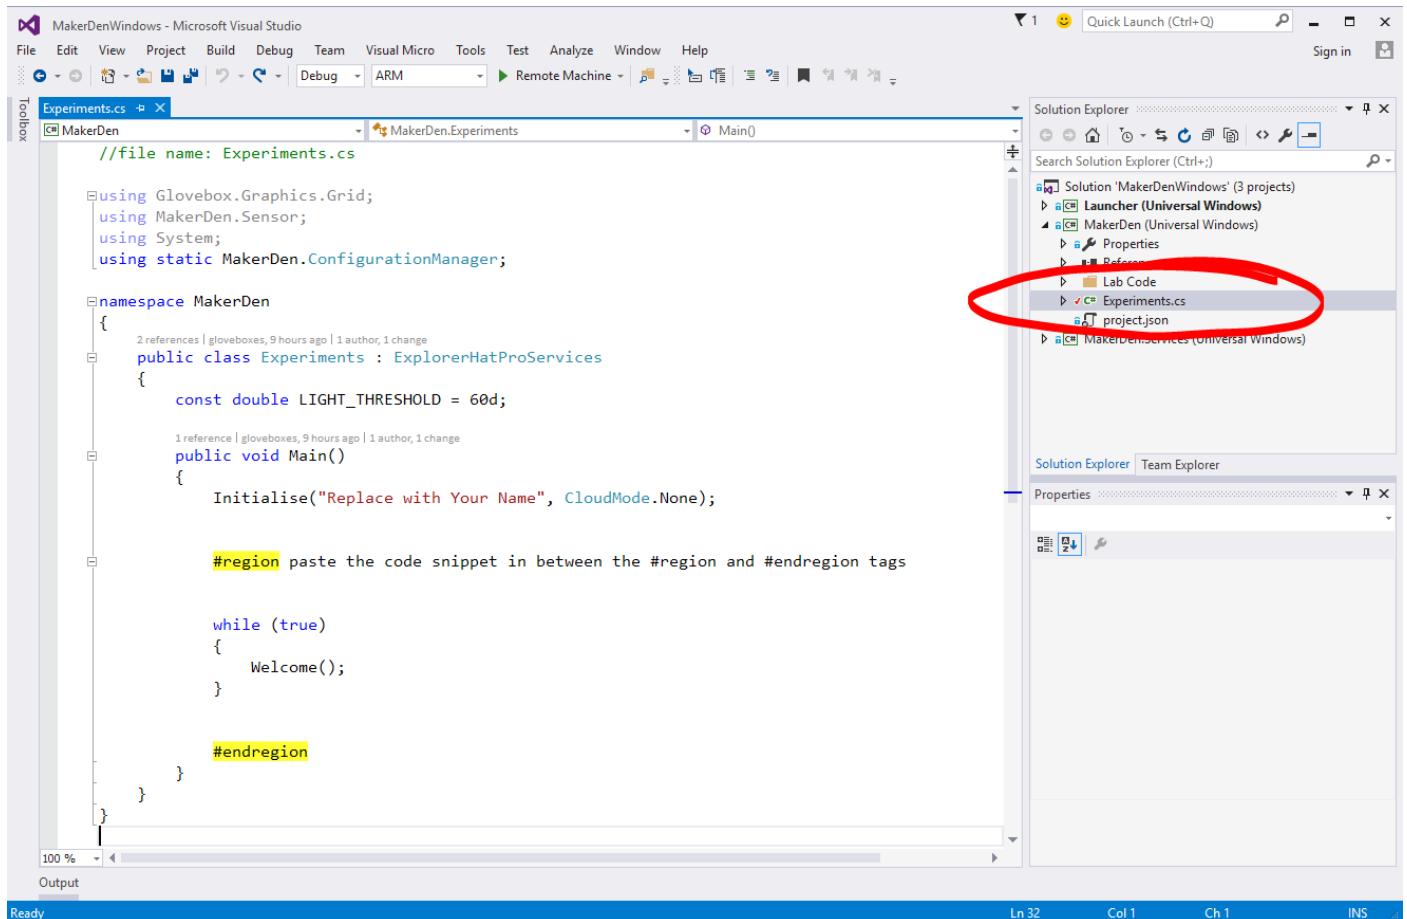 MakerDenWindows - Microsoft Visual Studio
1
Quick Launch (Ctrl+Q)
File Edit View Project Build Debug Team Visual Micro Tools Test Analyze Window Help
Sign in
Debug ARM Remote Machine
Toolbox
Experiments.cs
MakerDen MakerDen.Experiments Main()
//file name: Experiments.cs
using Glovebox.Graphics.Grid;
using MakerDen.Sensor;
using System;
using static MakerDen.ConfigurationManager;
namespace MakerDen
{
2 references | gloveboxes, 9 hours ago | 1 author, 1 change
public class Experiments : ExplorerHatProServices
{
const double LIGHT_THRESHOLD = 60d;
1 reference | gloveboxes, 9 hours ago | 1 author, 1 change
public void Main()
{
Initialise("Replace with Your Name", CloudMode.None);
#region paste the code snippet in between the #region and #endregion tags
while (true)
{
Welcome();
}
#endregion
}
}
}
100 %
Output
Solution Explorer
Search Solution Explorer (Ctrl+;)
Solution 'MakerDenWindows' (3 projects)
C# Launcher (Universal Windows)
C# MakerDen (Universal Windows)
Properties
Lab Code
C# Experiments.cs
project.json
C# MakerDen.Services (Universal Windows)
Solution Explorer Team Explorer
Properties
Ready Ln 32 Col 1 Ch 1 INS